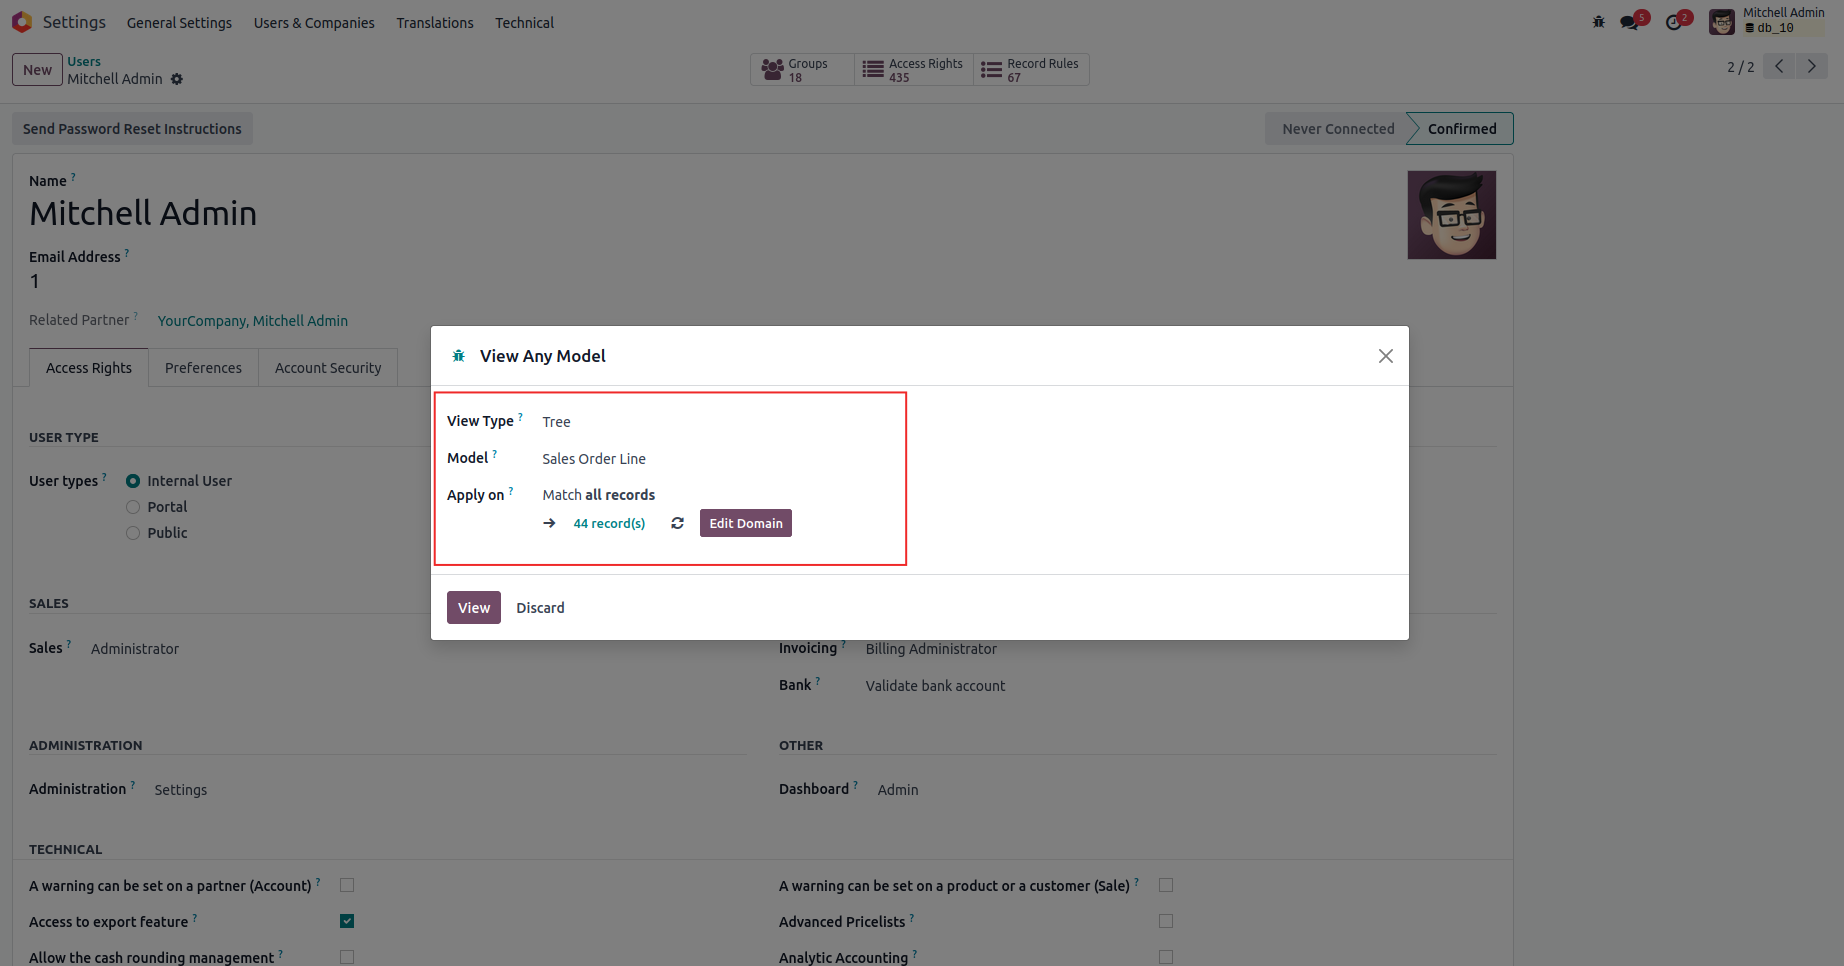 Settings General Settings Users & Companies Translations Technical 5 2 Mitchell Admin
db_10
New Users
Mitchell Admin
Groups
18
Access Rights
435
Record Rules
67
2 / 2
Send Password Reset Instructions Never Connected Confirmed
Name ?
Mitchell Admin
Email Address ?
1
Related Partner ? YourCompany, Mitchell Admin
Access Rights Preferences Account Security
View Any Model
View Type ? Tree
Model ? Sales Order Line
Apply on ? Match all records
44 record(s) Edit Domain
View Discard
USER TYPE
User types ? Internal User
Portal
Public
SALES
Sales ? Administrator
Invoicing ? Billing Administrator
Bank ? Validate bank account
ADMINISTRATION OTHER
Administration ? Settings Dashboard ? Admin
TECHNICAL
A warning can be set on a partner (Account) ? A warning can be set on a product or a customer (Sale) ?
Access to export feature ? Advanced Pricelists ?
Allow the cash rounding management ? Analytic Accounting ?